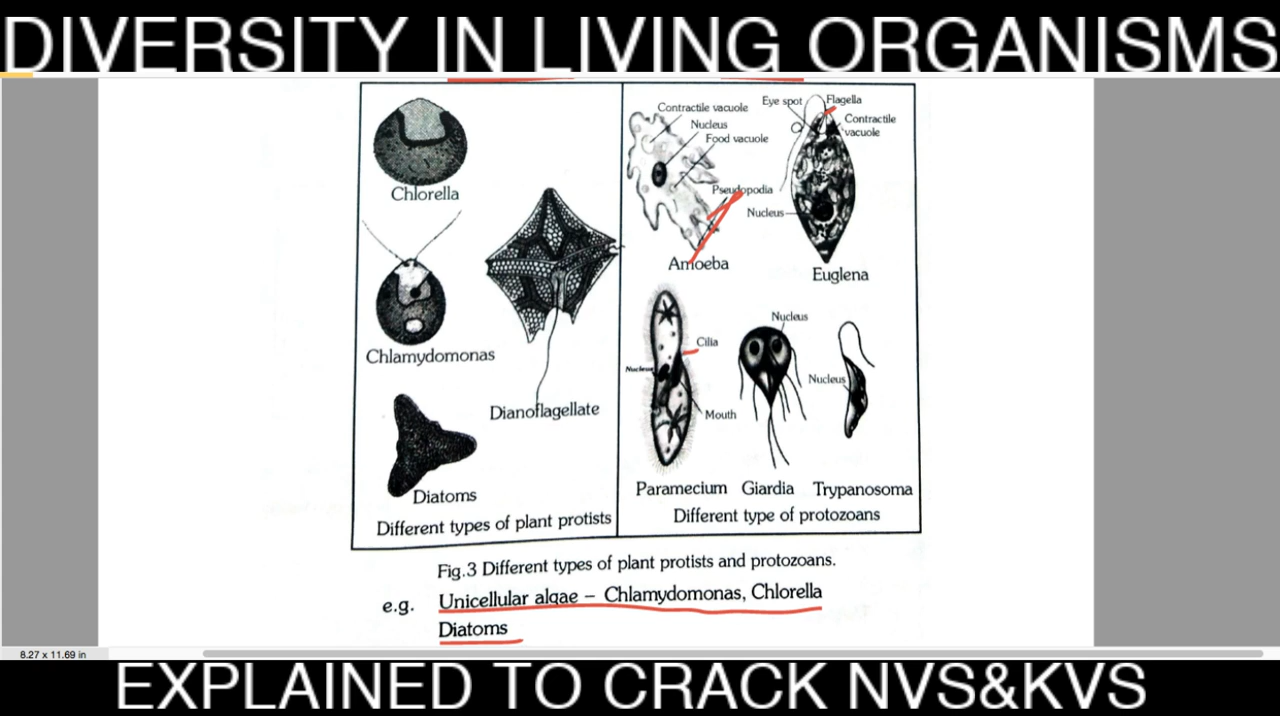 DIVERSITY IN LIVING ORGANISMS
Chlorella
Chlamydomonas
Dianoflagellate
Diatoms
Different types of plant protists
Contractile vacuole
Nucleus
Food vacuole
Pseudopodia
Amoeba
Eye spot
Flagella
Contractile
vacuole
Nucleus
Euglena
Cilia
Nucleus
Mouth
Paramecium
Nucleus
Giardia
Nucleus
Trypanosoma
Different type of protozoans
Fig.3 Different types of plant protists and protozoans.
e.g. Unicellular algae – Chlamydomonas, Chlorella
Diatoms
8.27 x 11.69 in
EXPLAINED TO CRACK NVS&KVS